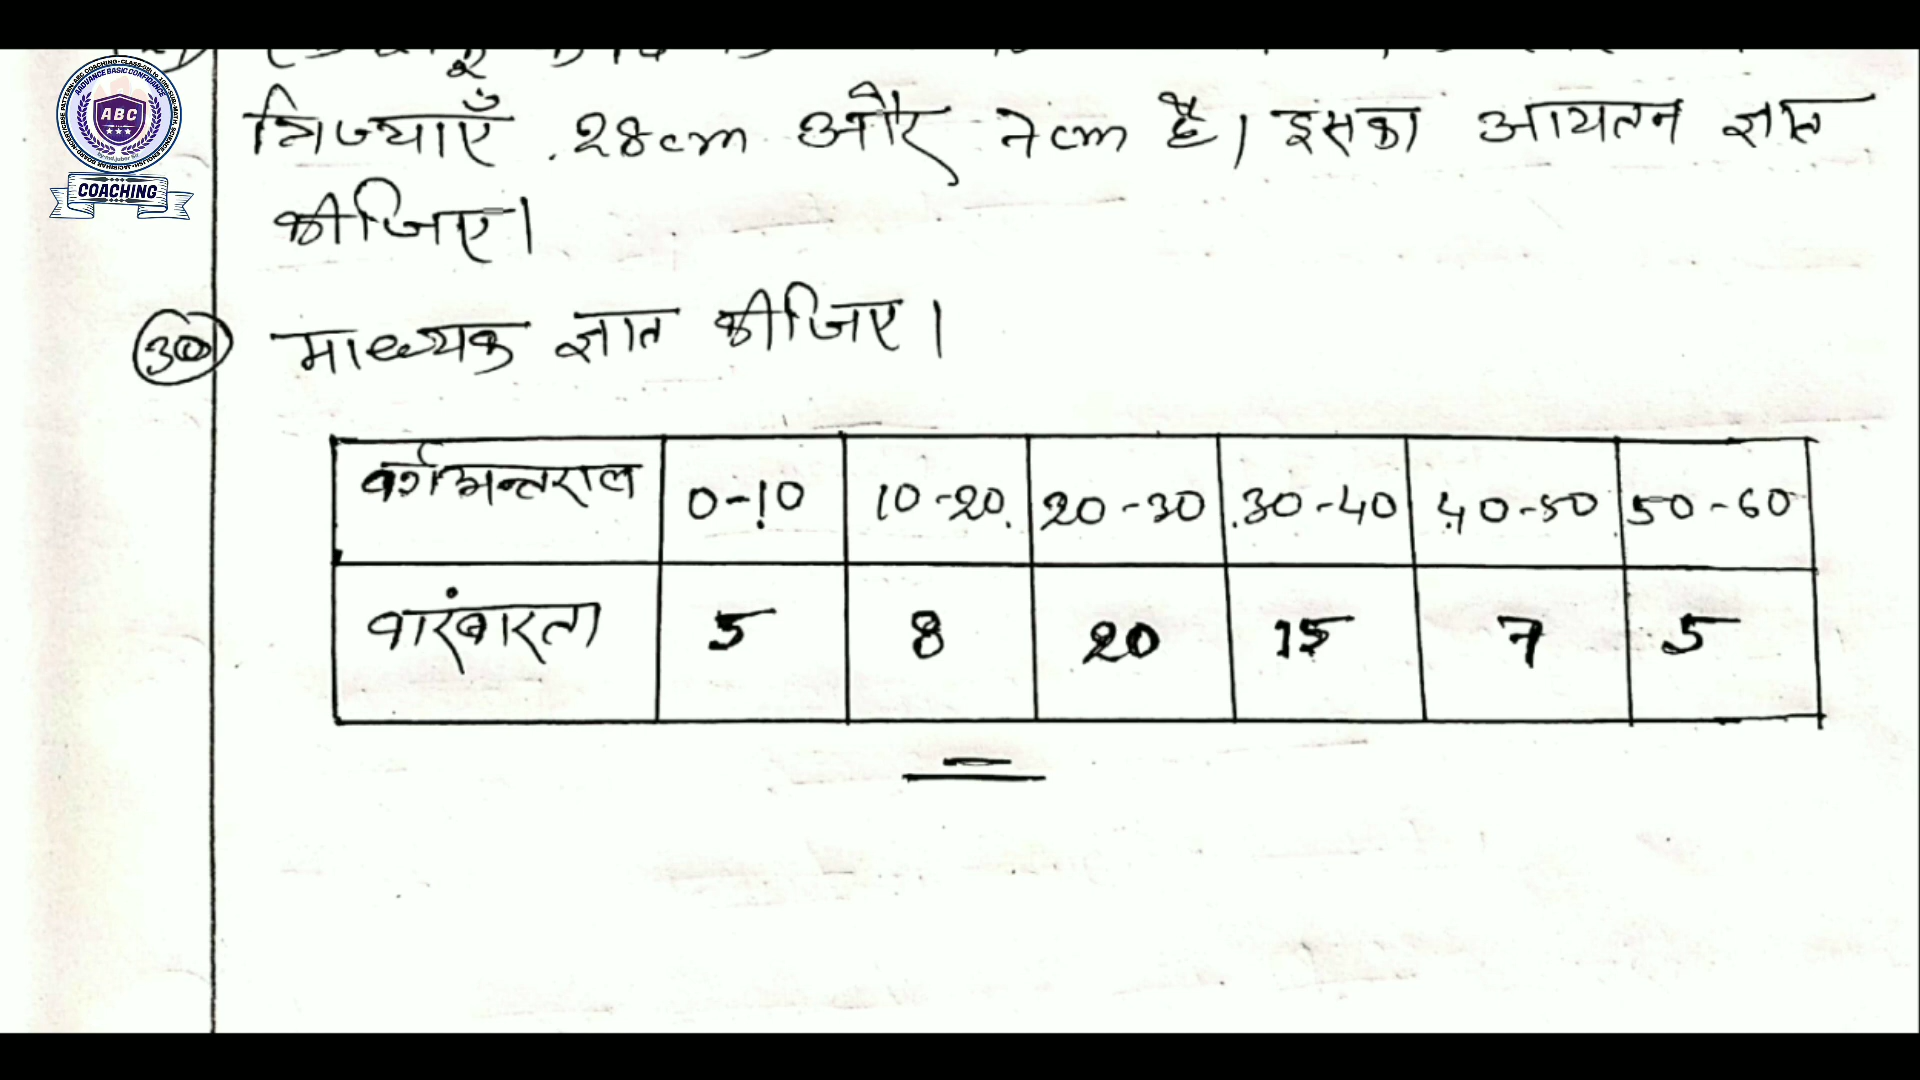 ABC
COACHING
त्रिज्याएँ 28cm और 7cm है। इसका आयतन ज्ञात
कीजिए।
30 माध्यक ज्ञात कीजिए।
वर्गअन्तराल 0-10 10-20 20-30 30-40 40-50 50-60
वारंबारता 5 8 20 15 7 5